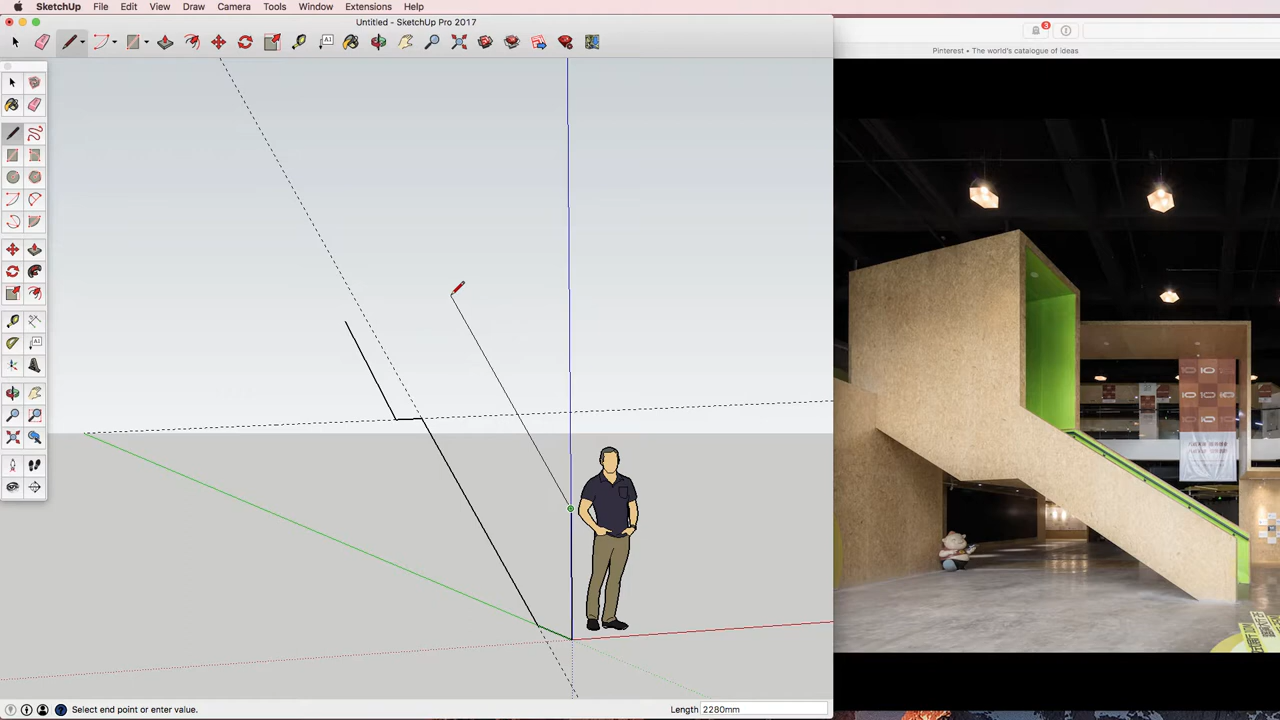 SketchUp File Edit View Draw Camera Tools Window Extensions Help
Untitled - SketchUp Pro 2017
3
Pinterest • The world's catalogue of ideas
Select end point or enter value.
Length 2280mm